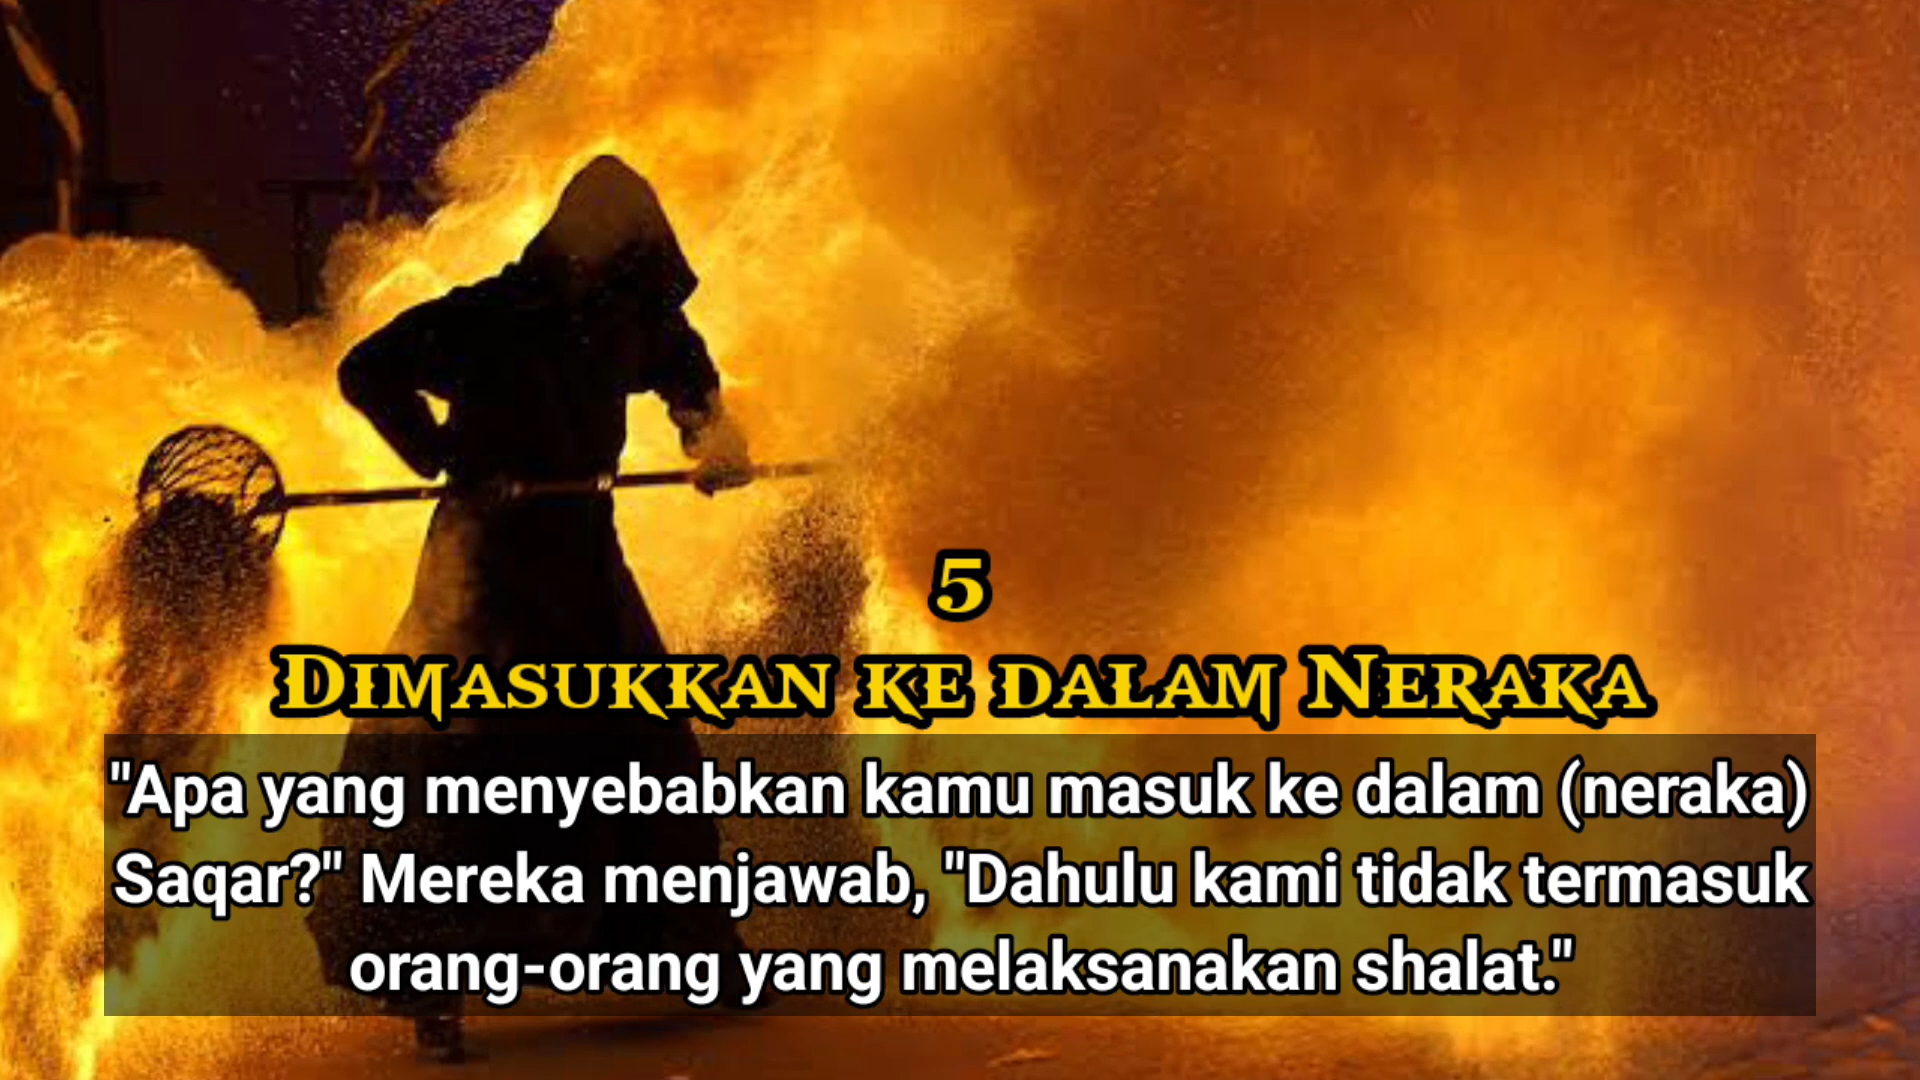 5
Dimasukkan ke dalam Neraka
"Apa yang menyebabkan kamu masuk ke dalam (neraka)
Saqar?" Mereka menjawab, "Dahulu kami tidak termasuk
orang-orang yang melaksanakan shalat."